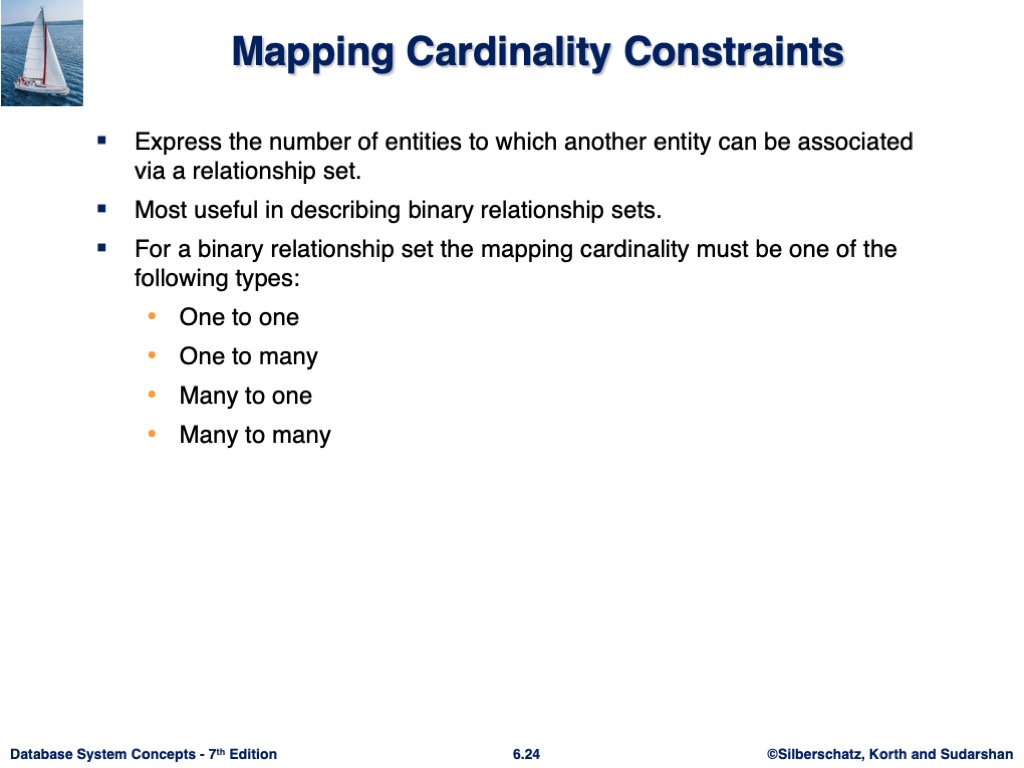 Mapping Cardinality Constraints
▪ Express the number of entities to which another entity can be associated
via a relationship set.
▪ Most useful in describing binary relationship sets.
▪ For a binary relationship set the mapping cardinality must be one of the
following types:
• One to one
• One to many
• Many to one
• Many to many
Database System Concepts - 7th Edition
6.24
©Silberschatz, Korth and Sudarshan